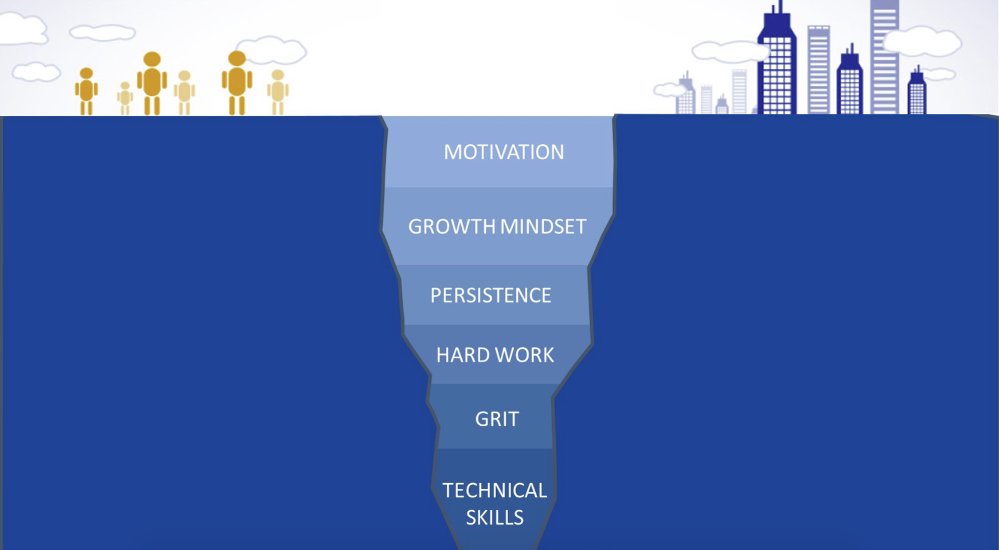 MOTIVATION
GROWTH MINDSET
PERSISTENCE
HARD WORK
GRIT
TECHNICAL
SKILLS